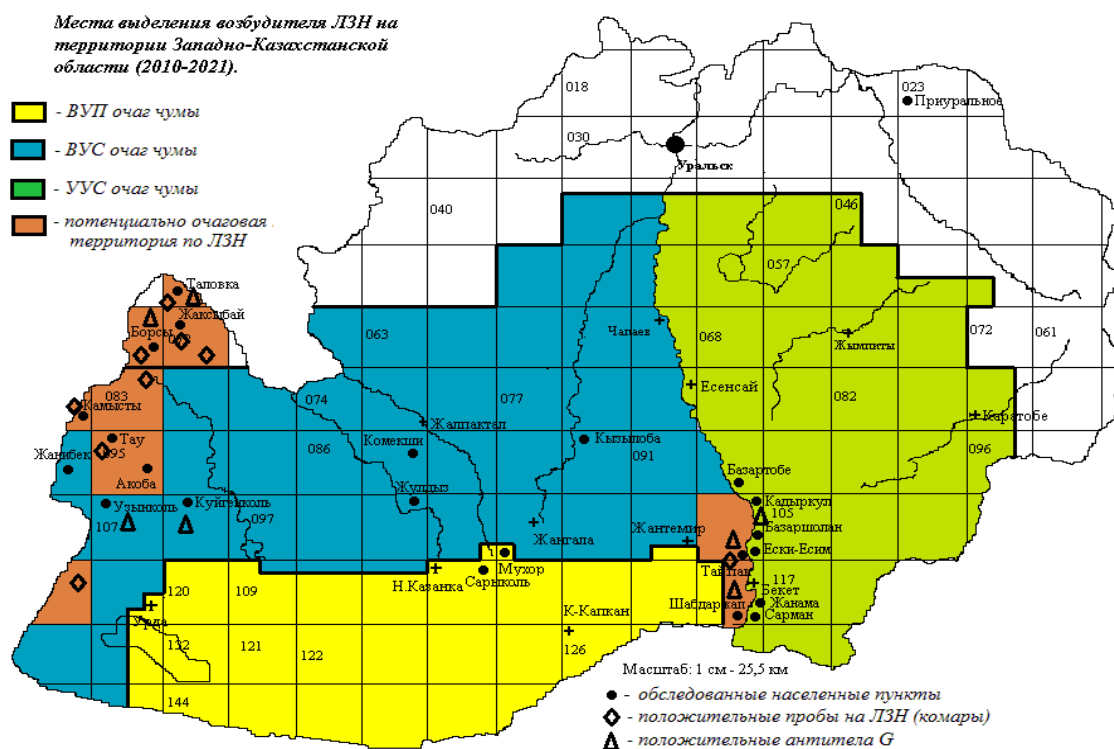 Места выделения возбудителя ЛЗН на
территории Западно-Казахстанской
области (2010-2021).
- ВУП очаг чумы
- ВУС очаг чумы
- УУС очаг чумы
- потенциально очаговая
территория по ЛЗН
018
023
Приуральное
030
Уральск
040
046
057
Таловка
Жаксыбай
Борсы
063
Чапаев
068
Жымпиты
072
061
083
Камысты
074
077
Есенсай
082
Каратобе
Жалпактал
Тау
Комекши
Кызылоба
Жанибек
095
086
091
096
Акоба
Базартобе
Жулдыз
Узынколь
Куйгенколь
Кадыркул
107
097
105
Жангала
Жантемир
Базаршолан
Ески-Есим
Мухор
Тайпак
Н.Казанка
Сарыколь
117
Бекет
120
109
Урда
К-Капкан
Шабдаржап
Жанама
Сарман
132
121
122
126
144
Масштаб: 1 см - 25,5 км
- обследованные населенные пункты
- положительные пробы на ЛЗН (комары)
- положительные антитела G